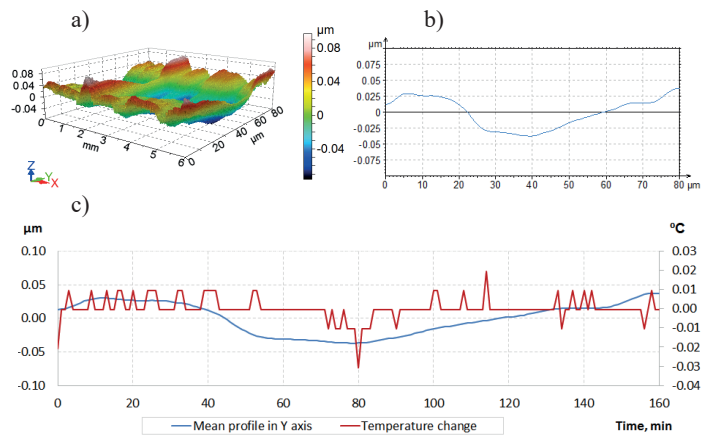 a)
µm
0.08
0.04
0
-0.04
0.08
0.04
0
-0.04
0
1
2
3
4
5
6
mm
0
20
40
60
80
µm
Z
Y
X
b)
µm
0.075
0.05
0.025
0
-0.025
-0.05
-0.075
0 10 20 30 40 50 60 70 80 µm
c)
µm
ºC
0.10
0.05
0.00
-0.05
-0.10
0.03
0.02
0.01
0.00
-0.01
-0.02
-0.03
-0.04
0 20 40 60 80 100 120 140 160
Mean profile in Y axis Temperature change Time, min